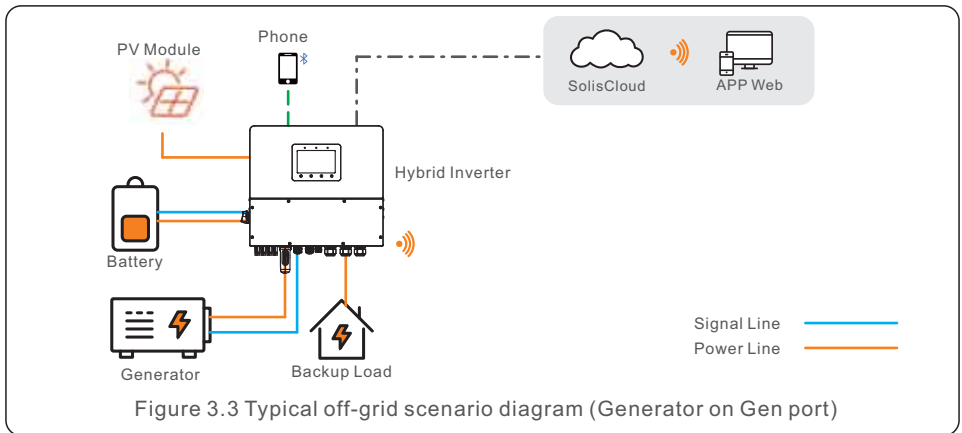 Phone
PV Module
SolisCloud
APP Web
Hybrid Inverter
Battery
Signal Line
Power Line
Generator
Backup Load
Figure 3.3 Typical off-grid scenario diagram (Generator on Gen port)